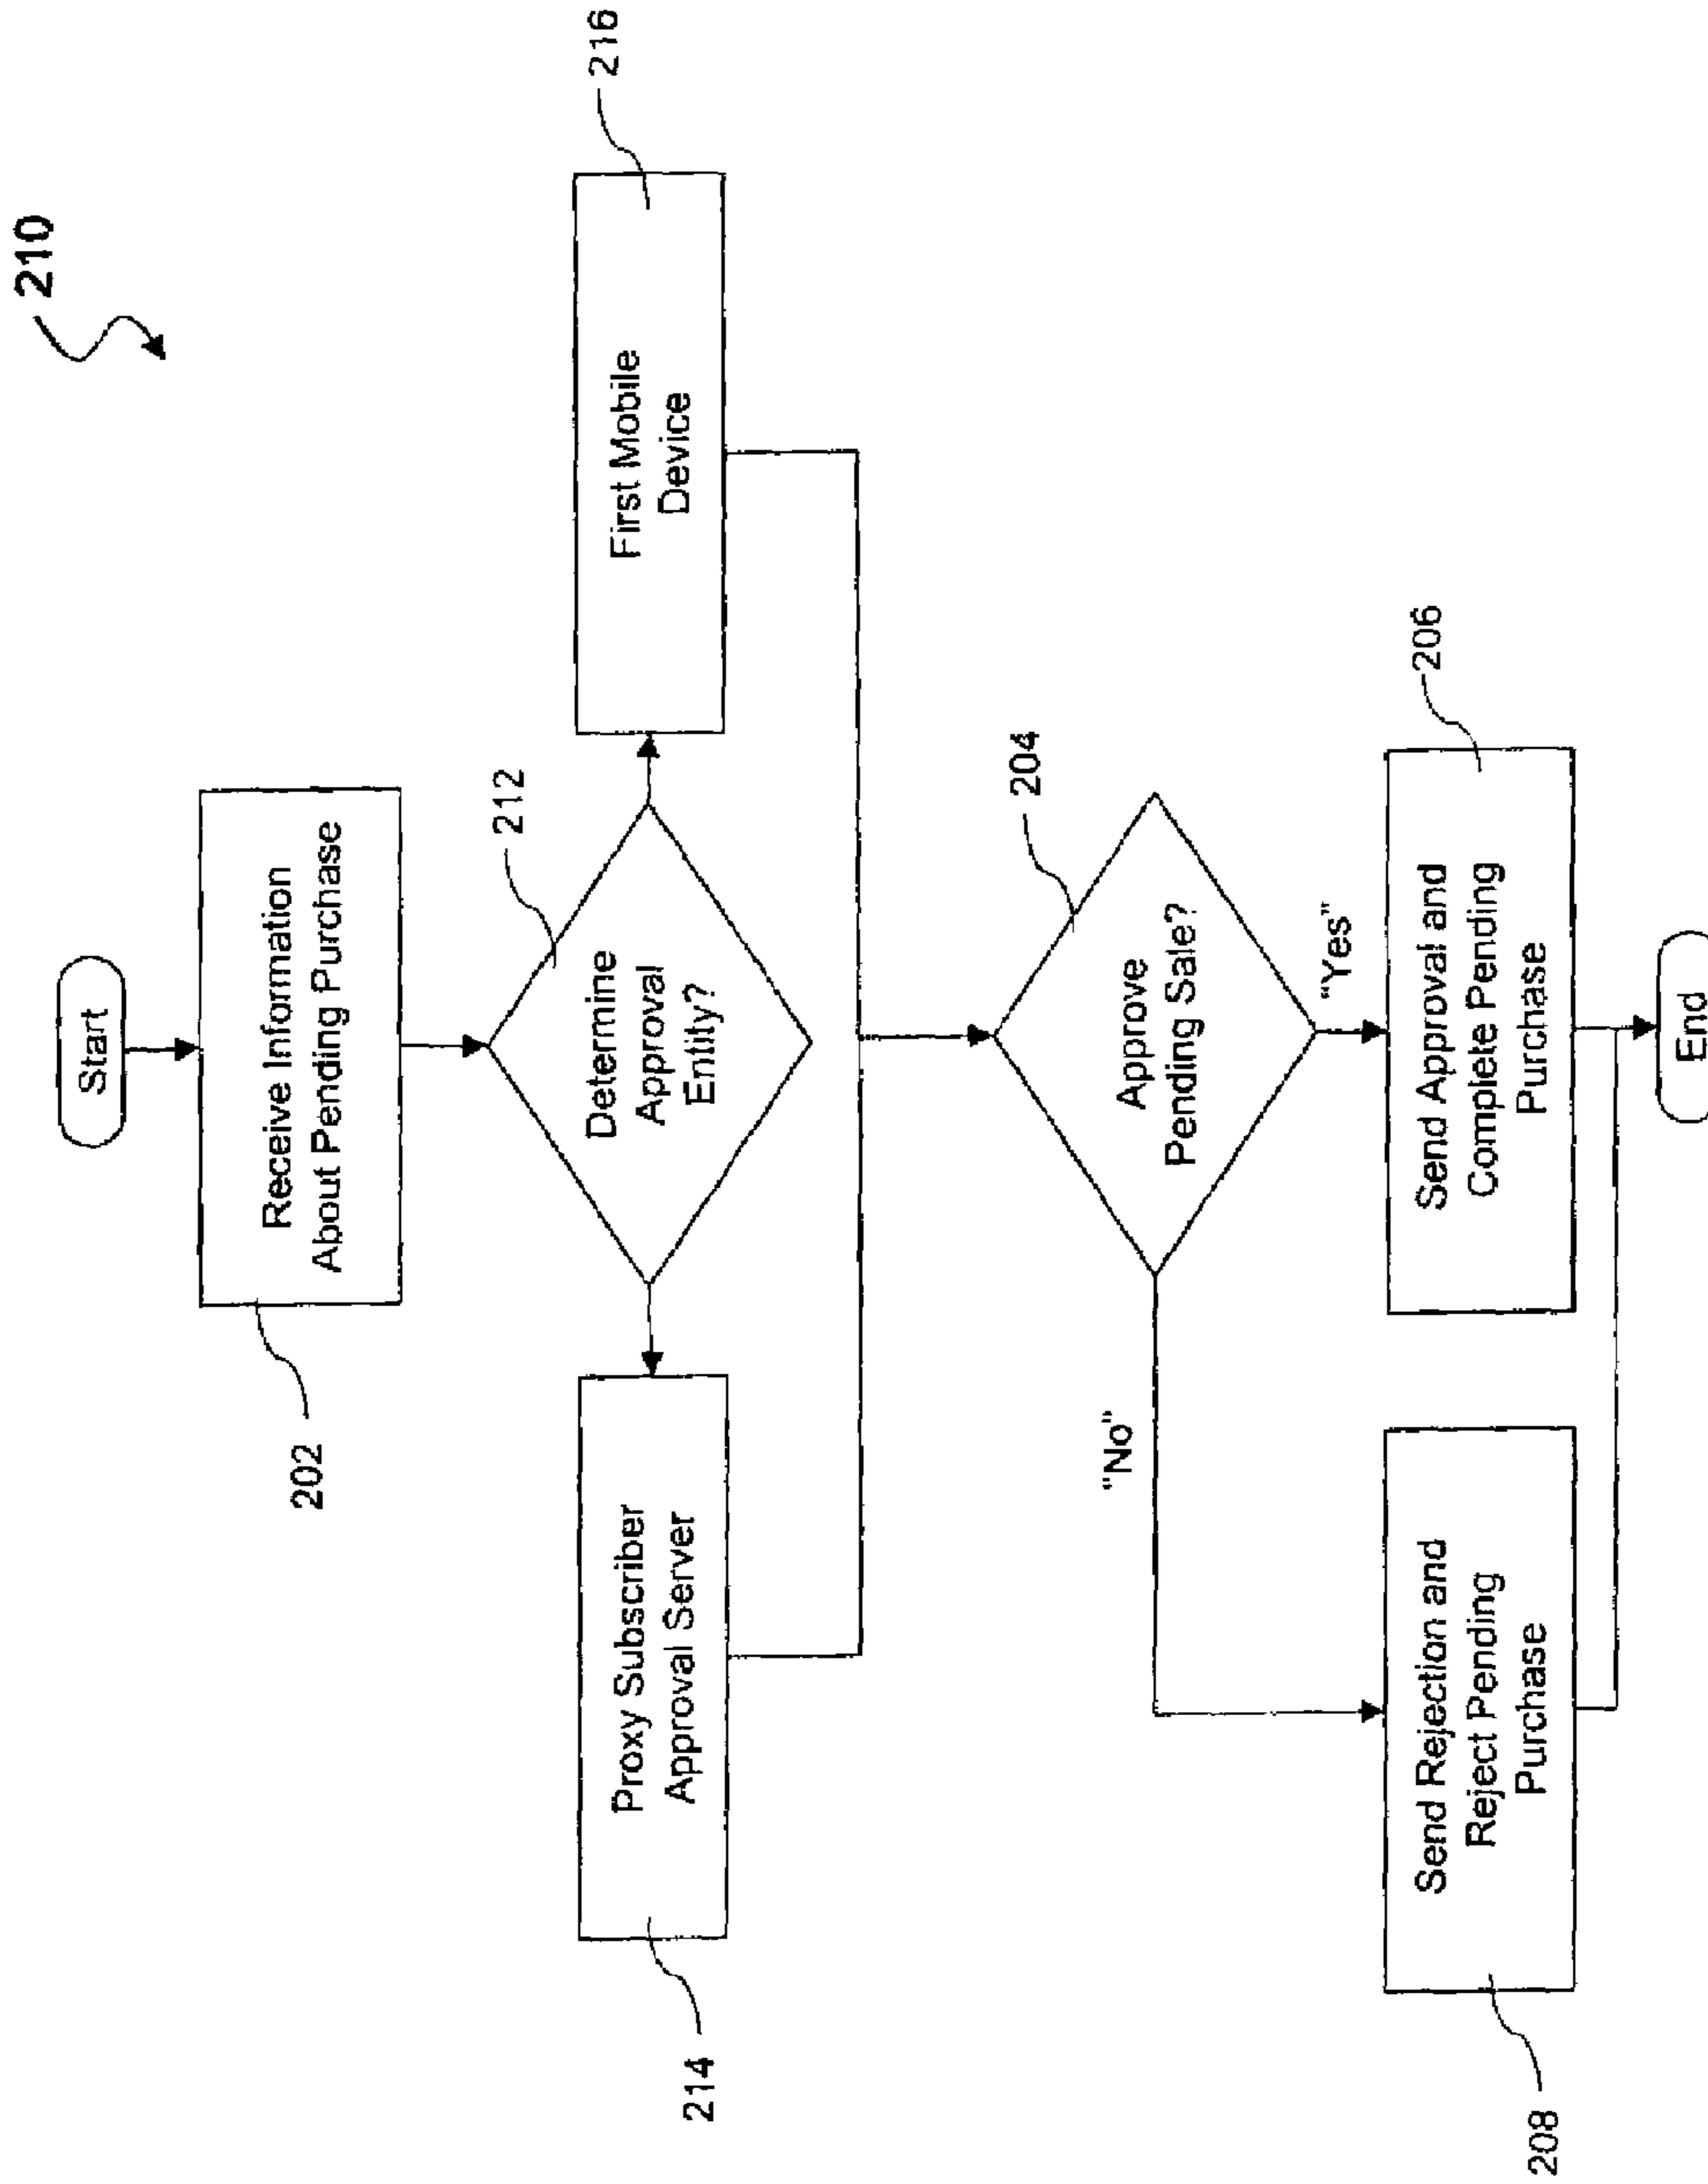 210
Start
Receive Information
About Pending Purchase
202
Determine
Approval
Entity?
212
Proxy Subscriber
Approval Server
214
First Mobile
Device
216
Approve
Pending Sale?
204
"No"
"Yes"
Send Rejection and
Reject Pending
Purchase
208
Send Approval and
Complete Pending
Purchase
206
End